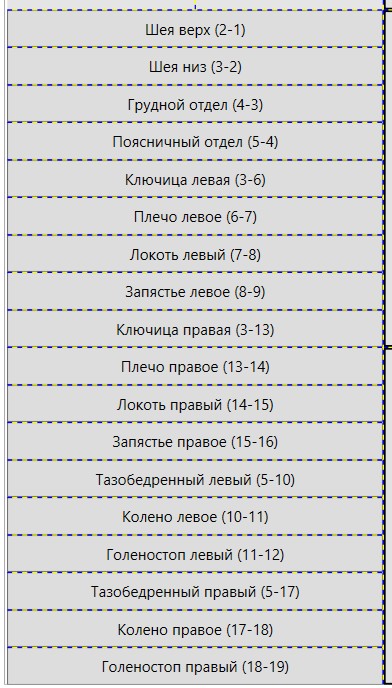 Шея верх (2-1)
Шея низ (3-2)
Грудной отдел (4-3)
Поясничный отдел (5-4)
Ключица левая (3-6)
Плечо левое (6-7)
Локоть левый (7-8)
Запястье левое (8-9)
Ключица правая (3-13)
Плечо правое (13-14)
Локоть правый (14-15)
Запястье правое (15-16)
Тазобедренный левый (5-10)
Колено левое (10-11)
Голеностоп левый (11-12)
Тазобедренный правый (5-17)
Колено правое (17-18)
Голеностоп правый (18-19)